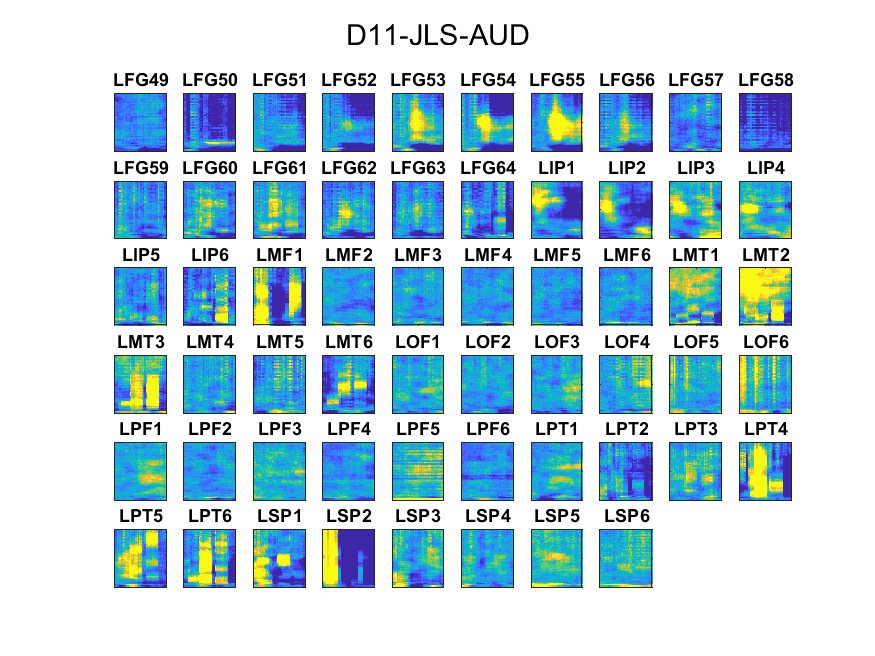 D11-JLS-AUD
LFG49 LFG50 LFG51 LFG52 LFG53 LFG54 LFG55 LFG56 LFG57 LFG58
LFG59 LFG60 LFG61 LFG62 LFG63 LFG64 LIP1 LIP2 LIP3 LIP4
LIP5 LIP6 LMF1 LMF2 LMF3 LMF4 LMF5 LMF6 LMT1 LMT2
LMT3 LMT4 LMT5 LMT6 LOF1 LOF2 LOF3 LOF4 LOF5 LOF6
LPF1 LPF2 LPF3 LPF4 LPF5 LPF6 LPT1 LPT2 LPT3 LPT4
LPT5 LPT6 LSP1 LSP2 LSP3 LSP4 LSP5 LSP6